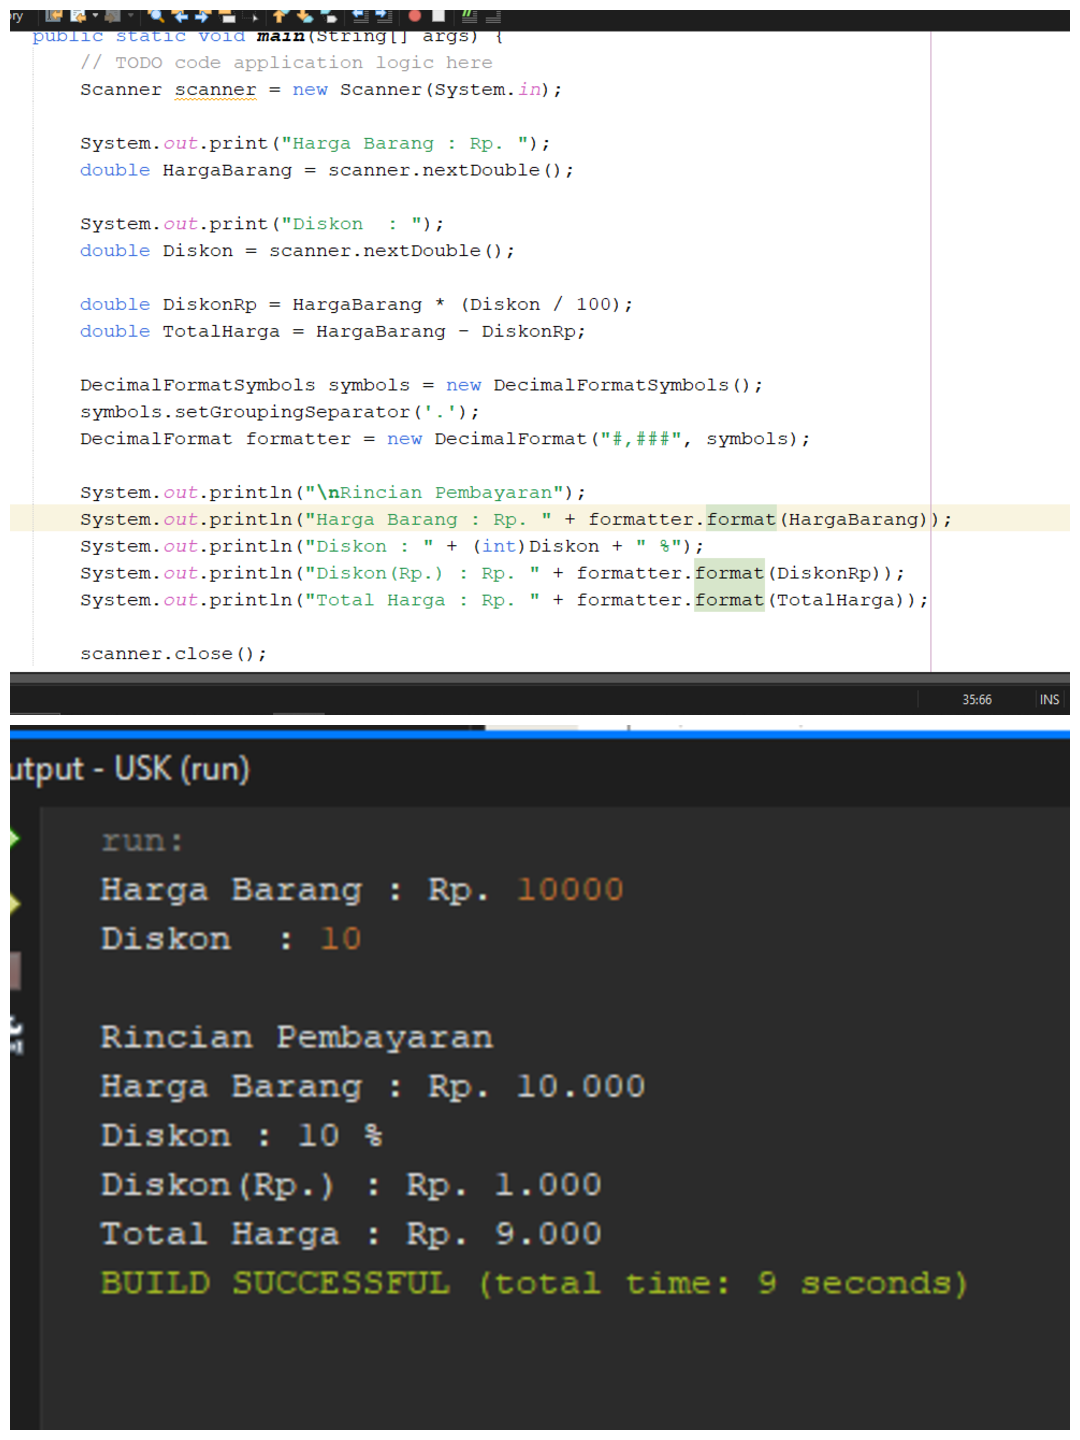 ry
public static void main(String[] args) {
// TODO code application logic here
Scanner scanner = new Scanner(System.in);
System.out.print("Harga Barang : Rp. ");
double HargaBarang = scanner.nextDouble();
System.out.print("Diskon  : ");
double Diskon = scanner.nextDouble();
double DiskonRp = HargaBarang * (Diskon / 100);
double TotalHarga = HargaBarang - DiskonRp;
DecimalFormatSymbols symbols = new DecimalFormatSymbols();
symbols.setGroupingSeparator('.');
DecimalFormat formatter = new DecimalFormat("#,###", symbols);
System.out.println("\nRincian Pembayaran");
System.out.println("Harga Barang : Rp. " + formatter.format(HargaBarang));
System.out.println("Diskon : " + (int)Diskon + " %");
System.out.println("Diskon(Rp.) : Rp. " + formatter.format(DiskonRp));
System.out.println("Total Harga : Rp. " + formatter.format(TotalHarga));
scanner.close();
35:66 INS
utput - USK (run)
run:
Harga Barang : Rp. 10000
Diskon  : 10
Rincian Pembayaran
Harga Barang : Rp. 10.000
Diskon : 10 %
Diskon(Rp.) : Rp. 1.000
Total Harga : Rp. 9.000
BUILD SUCCESSFUL (total time: 9 seconds)